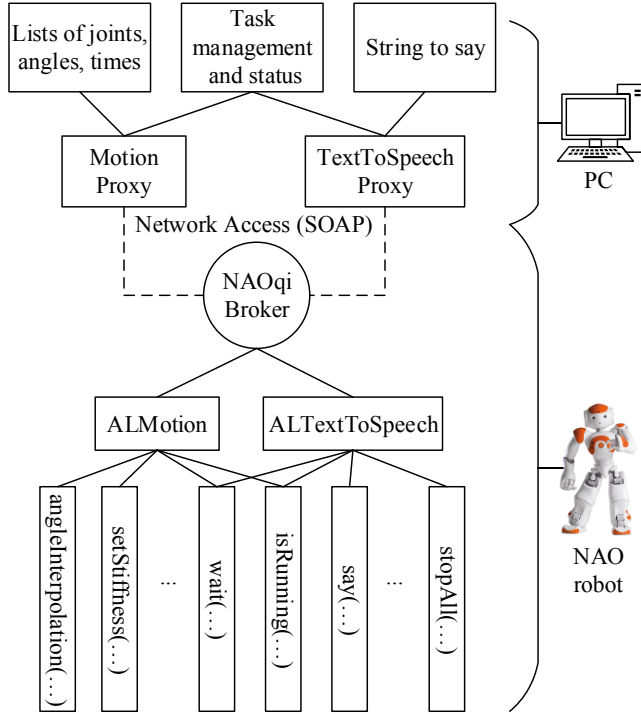 Lists of joints,
angles, times
Task
management
and status
String to say
Motion
Proxy
TextToSpeech
Proxy
PC
Network Access (SOAP)
NAOqi
Broker
ALMotion
ALTextToSpeech
angleInterpolation(…)
setStiffness(…)
...
wait(…)
isRunning(…)
say(…)
...
stopAll(…)
NAO
robot